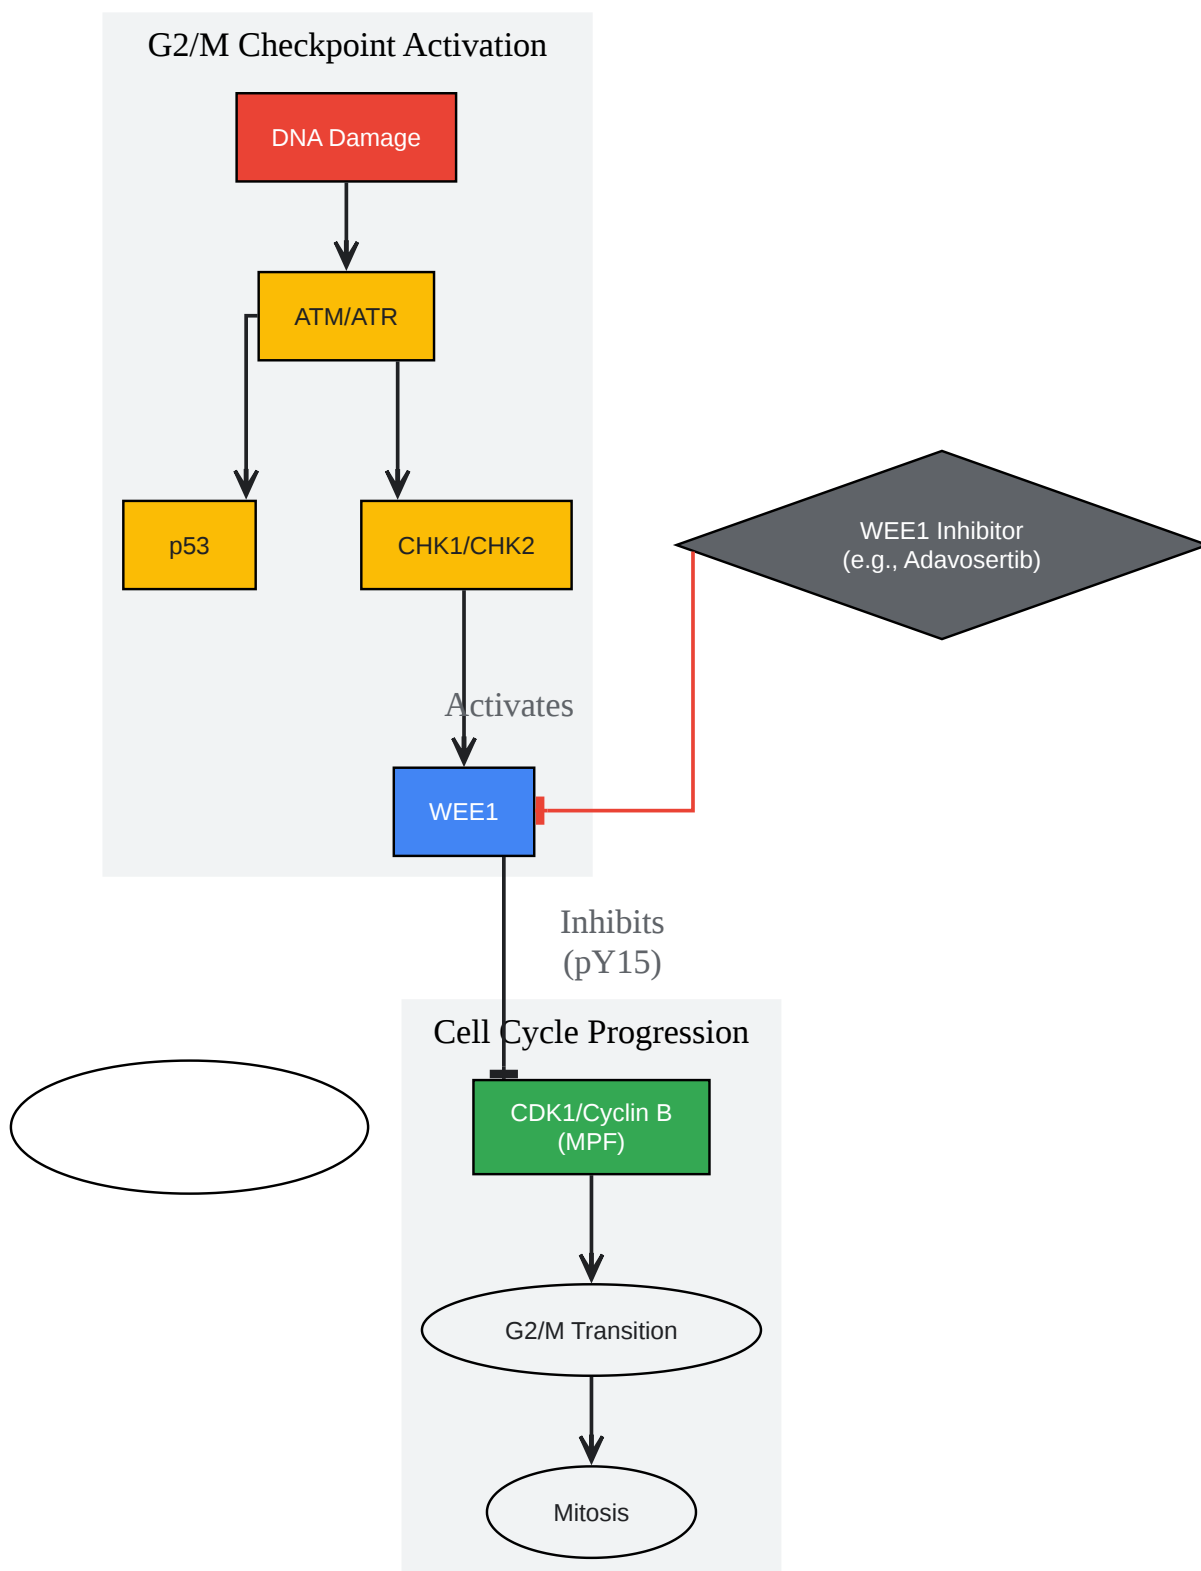 G2/M Checkpoint Activation
DNA Damage
ATM/ATR
p53
CHK1/CHK2
WEE1 Inhibitor
(e.g., Adavosertib)
Activates
WEE1
Inhibits
(pY15)
Cell Cycle Progression
CDK1/Cyclin B
(MPF)
G2/M Transition
Mitosis